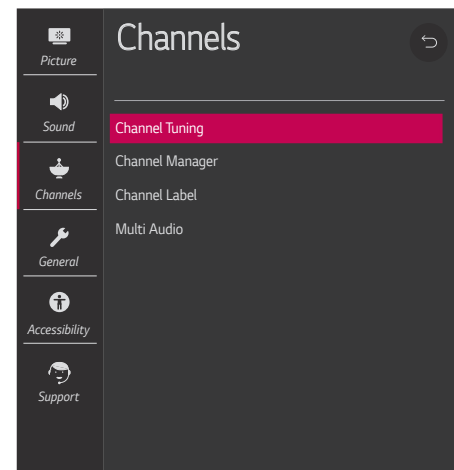 Picture
Sound
Channels
General
Accessibility
Support
Channels
Channel Tuning
Channel Manager
Channel Label
Multi Audio